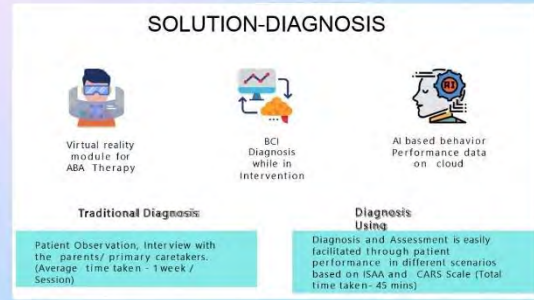 SOLUTION-DIAGNOSIS
Virtual reality
module for
ABA Therapy
BCI
Diagnosis
while in
Intervention
AI based behavior
Performance data
on cloud
AI
Traditional Diagnosis
Patient Observation, Interview with
the parents/ primary caretakers.
(Average time taken - 1week /
Session)
Diagnosis
Using
Diagnosis and Assessment is easily
facilitated through patient
performance in different scenarios
based on ISAA and CARS Scale (Total
time taken- 45 mins)